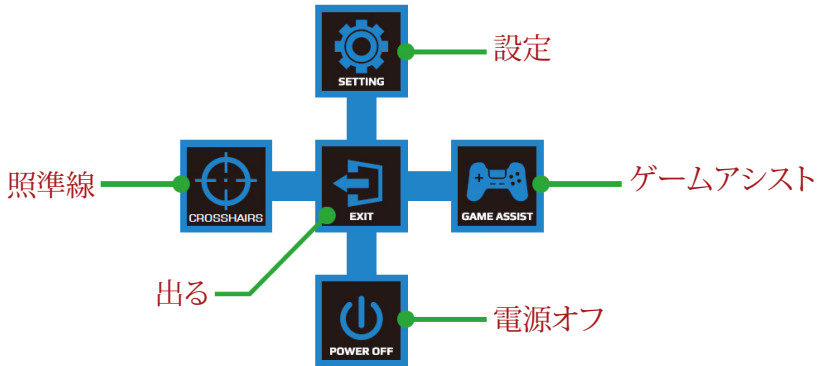 設定
SETTING
照準線
CROSSHAIRS
EXIT
GAME ASSIST
ゲームアシスト
出る
POWER OFF
電源オフ